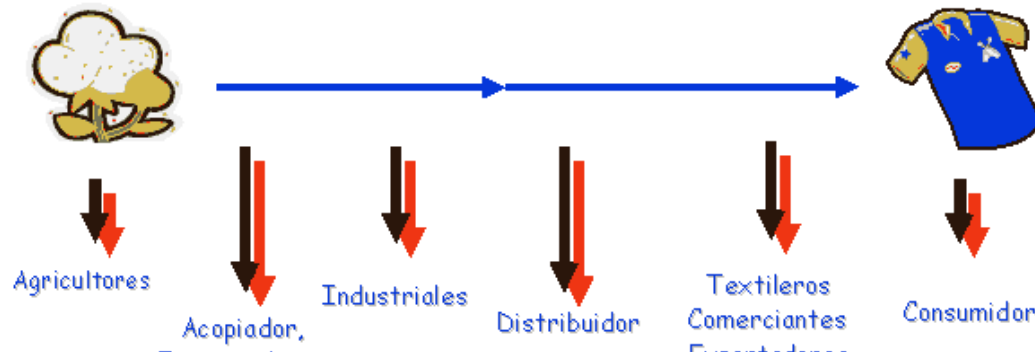 Agricultores
Acopiador,
Industriales
Distribuidor
Textileros
Comerciantes
Consumidor